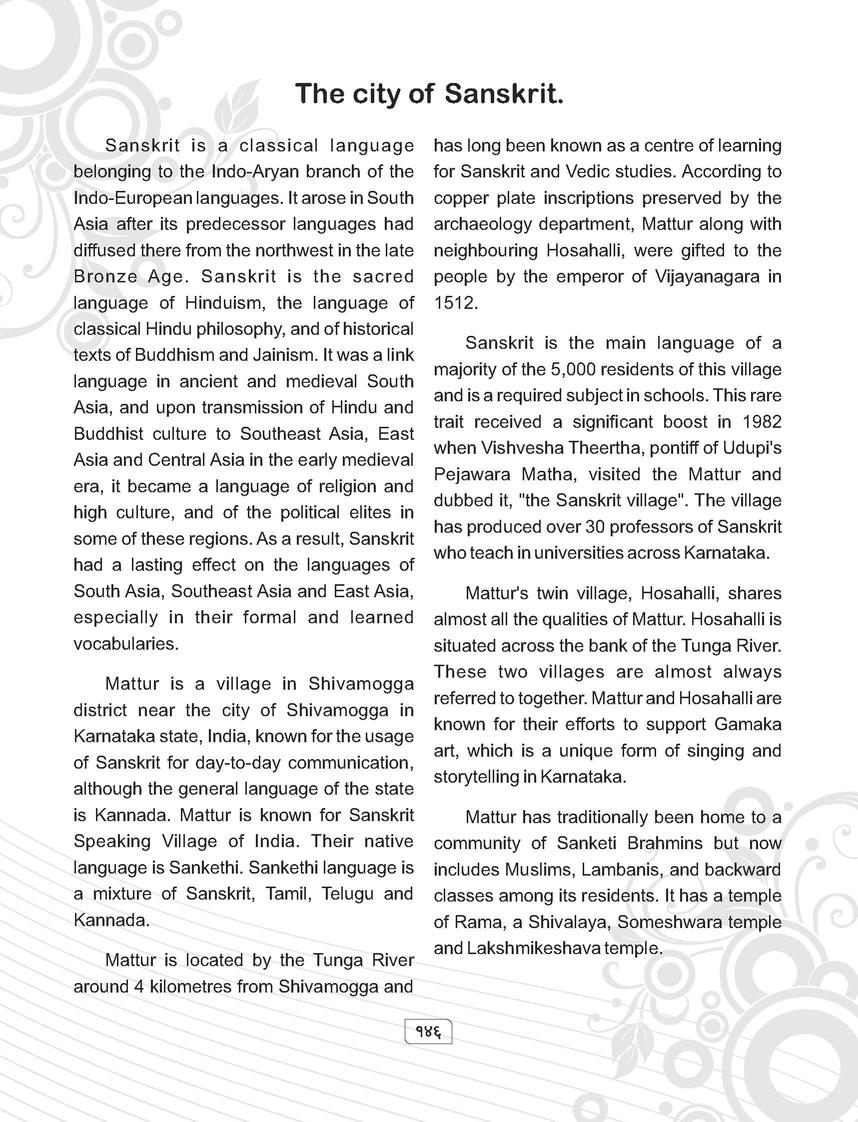 The city of Sanskrit.
Sanskrit is a classical language
belonging to the Indo-Aryan branch of the
Indo-European languages. It arose in South
Asia after its predecessor languages had
diffused there from the northwest in the late
Bronze Age. Sanskrit is the sacred
language of Hinduism, the language of
classical Hindu philosophy, and of historical
texts of Buddhism and Jainism. It was a link
language in ancient and medieval South
Asia, and upon transmission of Hindu and
Buddhist culture to Southeast Asia, East
Asia and Central Asia in the early medieval
era, it became a language of religion and
high culture, and of the political elites in
some of these regions. As a result, Sanskrit
had a lasting effect on the languages of
South Asia, Southeast Asia and East Asia,
especially in their formal and learned
vocabularies.
Mattur is a village in Shivamogga
district near the city of Shivamogga in
Karnataka state, India, known for the usage
of Sanskrit for day-to-day communication,
although the general language of the state
is Kannada. Mattur is known for Sanskrit
Speaking Village of India. Their native
language is Sankethi. Sankethi language is
a mixture of Sanskrit, Tamil, Telugu and
Kannada.
Mattur is located by the Tunga River
around 4 kilometres from Shivamogga and
has long been known as a centre of learning
for Sanskrit and Vedic studies. According to
copper plate inscriptions preserved by the
archaeology department, Mattur along with
neighbouring Hosahalli, were gifted to the
people by the emperor of Vijayanagara in
1512.
Sanskrit is the main language of a
majority of the 5,000 residents of this village
and is a required subject in schools. This rare
trait received a significant boost in 1982
when Vishvesha Theertha, pontiff of Udupi's
Pejawara Matha, visited the Mattur and
dubbed it, "the Sanskrit village". The village
has produced over 30 professors of Sanskrit
who teach in universities across Karnataka.
Mattur's twin village, Hosahalli, shares
almost all the qualities of Mattur. Hosahalli is
situated across the bank of the Tunga River.
These two villages are almost always
referred to together. Mattur and Hosahalli are
known for their efforts to support Gamaka
art, which is a unique form of singing and
storytelling in Karnataka.
Mattur has traditionally been home to a
community of Sanketi Brahmins but now
includes Muslims, Lambanis, and backward
classes among its residents. It has a temple
of Rama, a Shivalaya, Someshwara temple
and Lakshmikeshava temple.
१४६